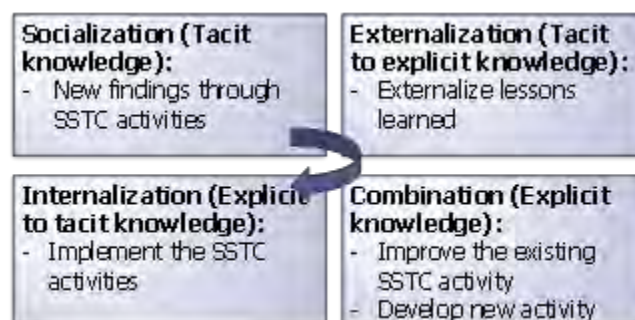 Socialization (Tacit
knowledge):
- New findings through
SSTC activities
Externalization (Tacit
to explicit knowledge):
- Externalize lessons
learned
Internalization (Explicit
to tacit knowledge):
- Implement the SSTC
activities
Combination (Explicit
knowledge):
- Improve the existing
SSTC activity
- Develop new activity